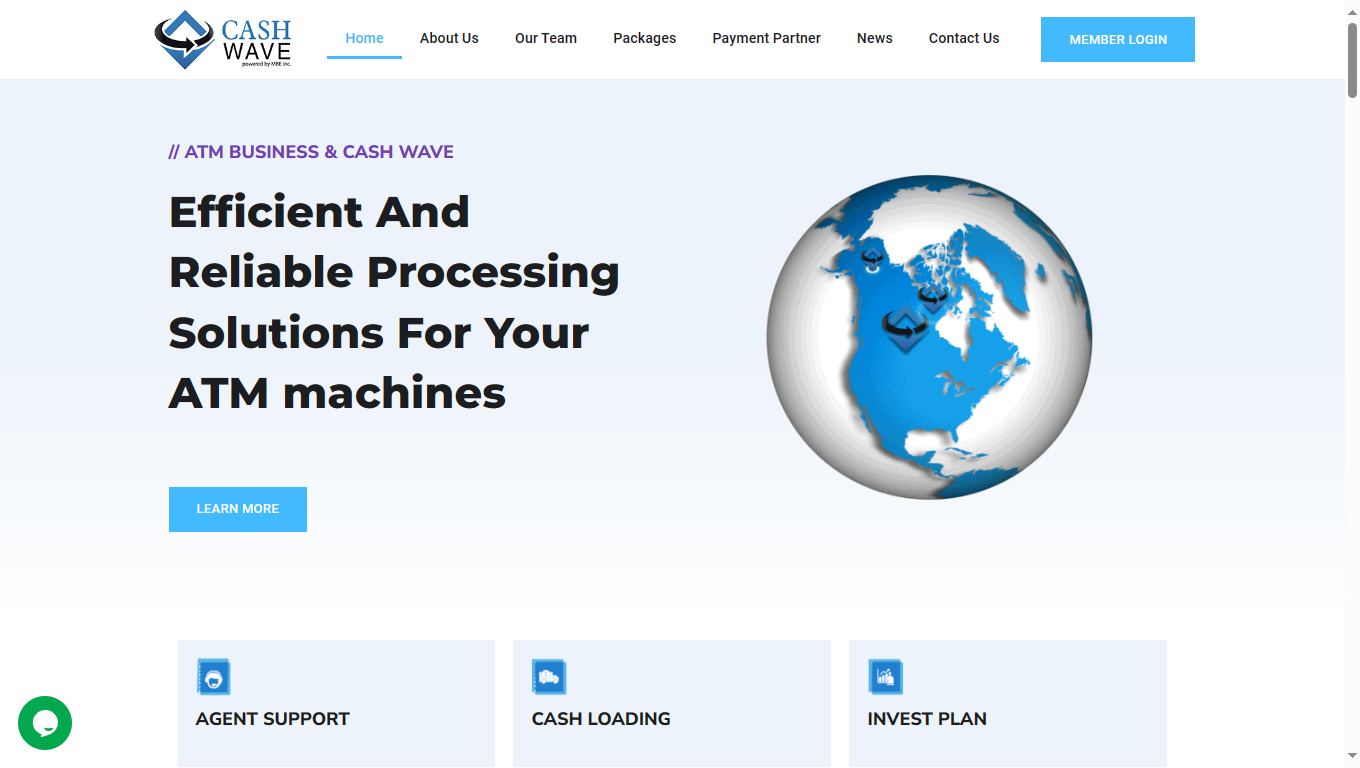 CASH
WAVE
powered by MBE Inc.
Home
About Us
Our Team
Packages
Payment Partner
News
Contact Us
MEMBER LOGIN
// ATM BUSINESS & CASH WAVE
Efficient And
Reliable Processing
Solutions For Your
ATM machines
LEARN MORE
AGENT SUPPORT
CASH LOADING
INVEST PLAN